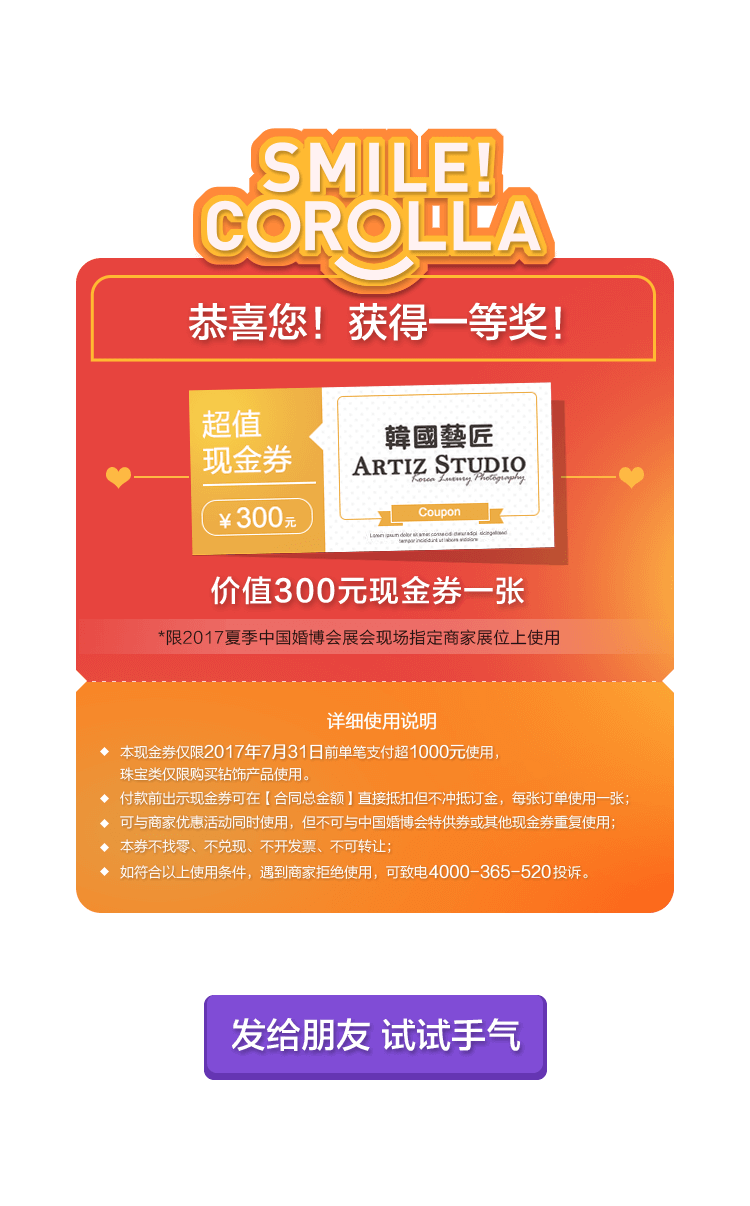 SMILE!
COROLLA
恭喜您！获得一等奖！
超值
现金券
¥300元
韓國藝匠
ARTIZ STUDIO
Korea Luxury Photography
Coupon
Lorem ipsum dolor sit amet
tempor incididunt ut labore
价值300元现金券一张
*限2017夏季中国婚博会展会现场指定商家展位上使用
详细使用说明
◆ 本现金券仅限2017年7月31日前单笔支付超1000元使用，
珠宝类仅限购买钻饰产品使用。
◆ 付款前出示现金券可在【合同总金额】直接抵扣但不冲抵订金，每张订单使用一张；
◆ 可与商家优惠活动同时使用，但不可与中国婚博会特供券或其他现金券重复使用；
◆ 本券不找零、不兑现、不开发票、不可转让；
◆ 如符合以上使用条件，遇到商家拒绝使用，可致电4000-365-520投诉。
发给朋友 试试手气